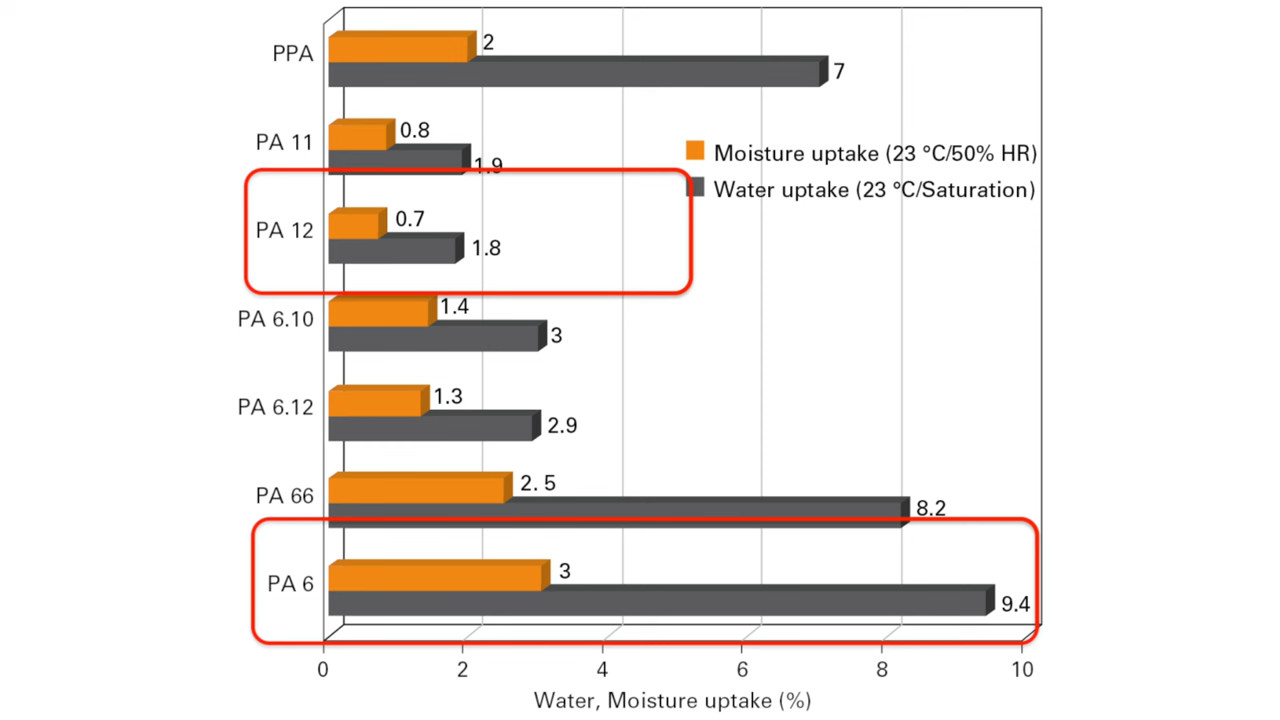 PPA
2
7
PA 11
0.8
1.9
Moisture uptake (23 °C/50% HR)
Water uptake (23 °C/Saturation)
PA 12
0.7
1.8
PA 6.10
1.4
3
PA 6.12
1.3
2.9
PA 66
2. 5
8.2
PA 6
3
9.4
0 2 4 6 8 10
Water, Moisture uptake (%)